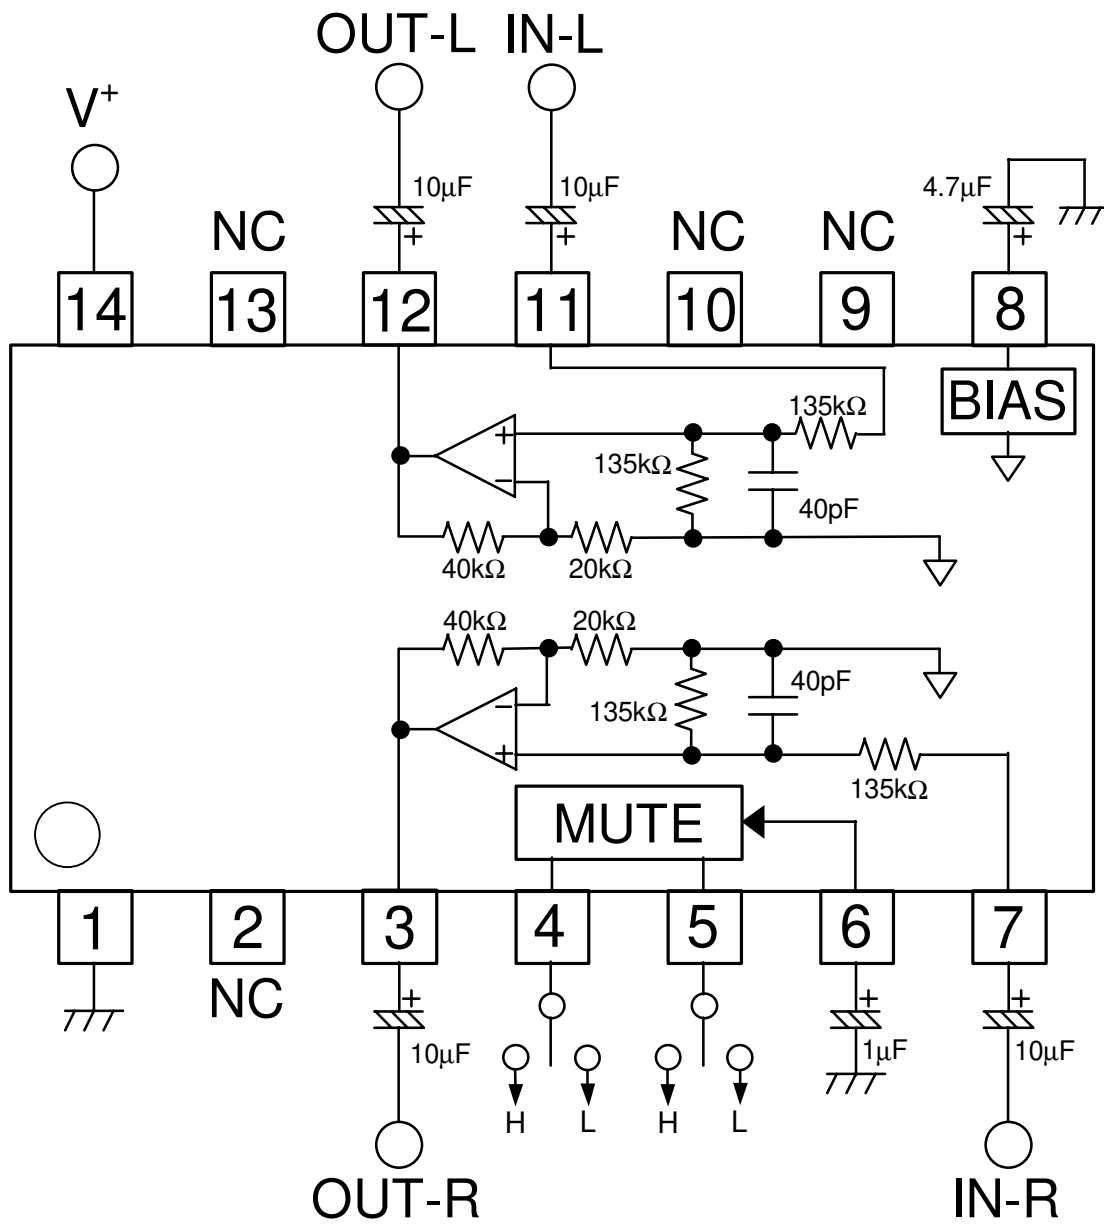 OUT-L IN-L
V+
10µF 10µF 4.7µF
NC NC NC
+ + +
14 13 12 11 10 9 8
135kΩ BIAS
+
135kΩ
−
40pF
40kΩ 20kΩ
40kΩ 20kΩ
40pF
−
135kΩ
+
135kΩ
MUTE
1 2 3 4 5 6 7
NC
+ + +
10µF 1µF 10µF
H L H L
OUT-R IN-R